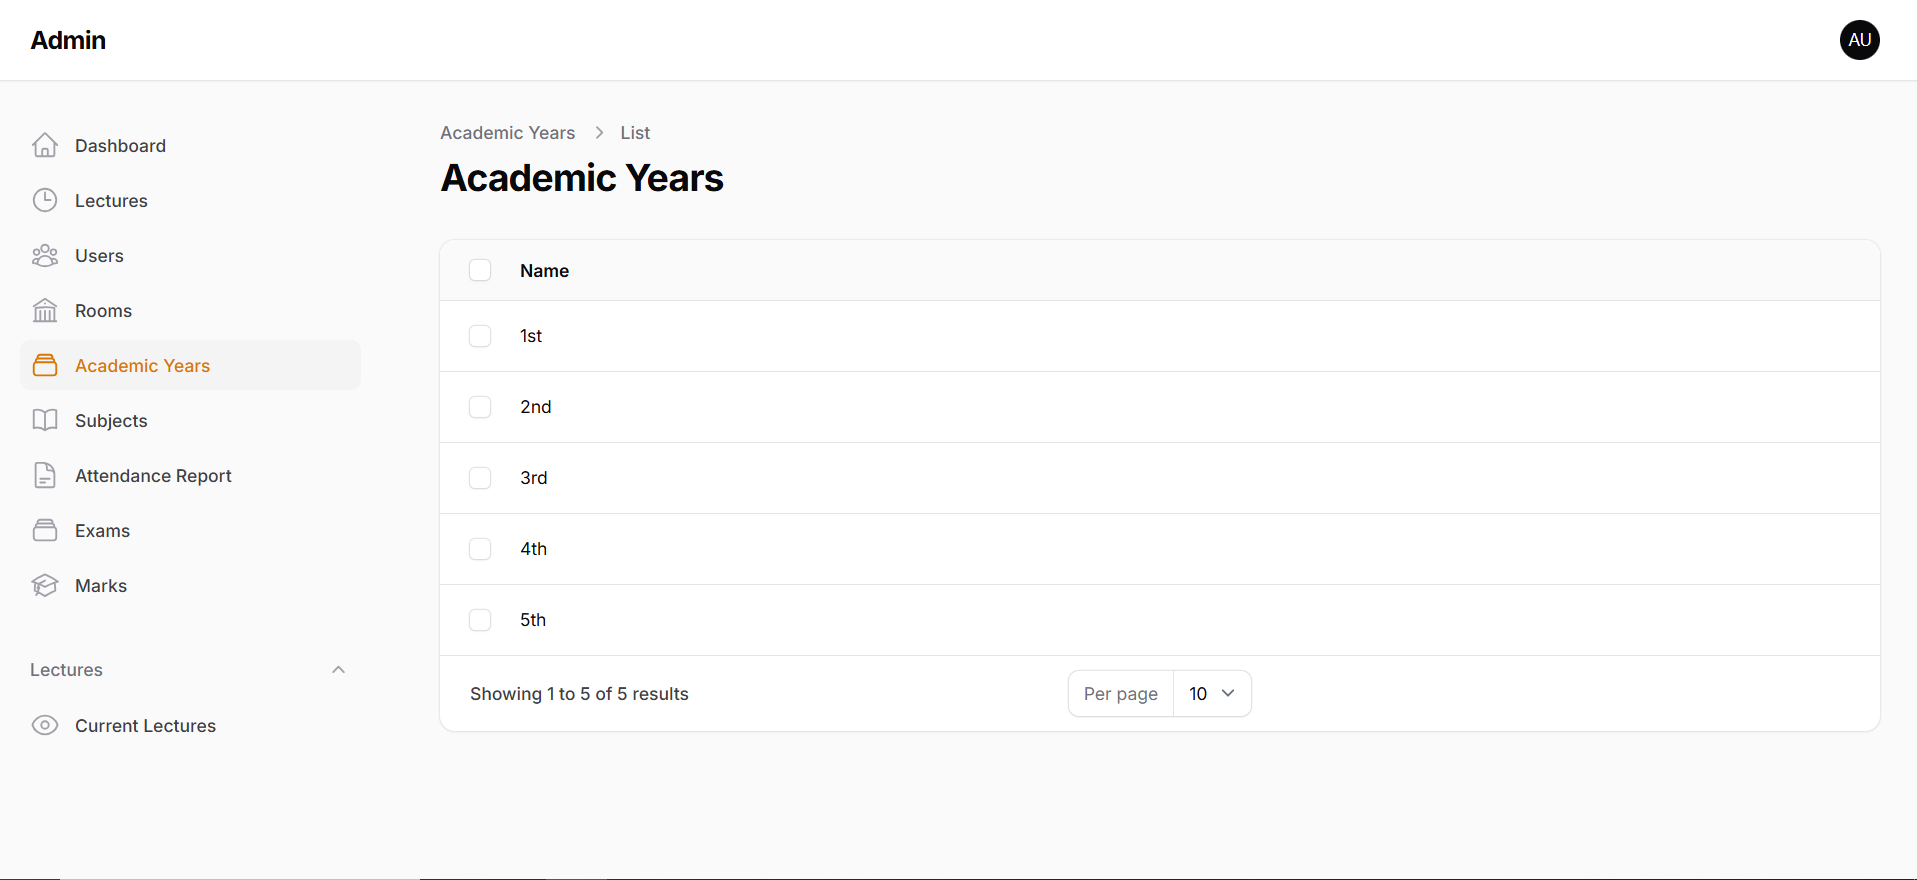 Admin
AU
Dashboard
Lectures
Users
Rooms
Academic Years
Subjects
Attendance Report
Exams
Marks
Lectures
Current Lectures
Academic Years > List
Academic Years
Name
1st
2nd
3rd
4th
5th
Showing 1 to 5 of 5 results
Per page 10